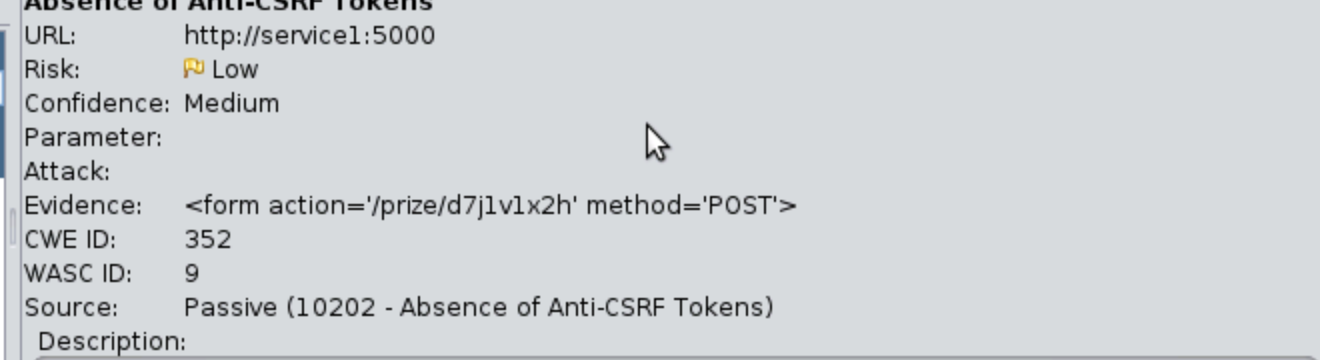 Absence of Anti-CSRF Tokens
URL: http://service1:5000
Risk: Low
Confidence: Medium
Parameter:
Attack:
Evidence: <form action='/prize/d7j1v1x2h' method='POST'>
CWE ID: 352
WASC ID: 9
Source: Passive (10202 - Absence of Anti-CSRF Tokens)
Description: